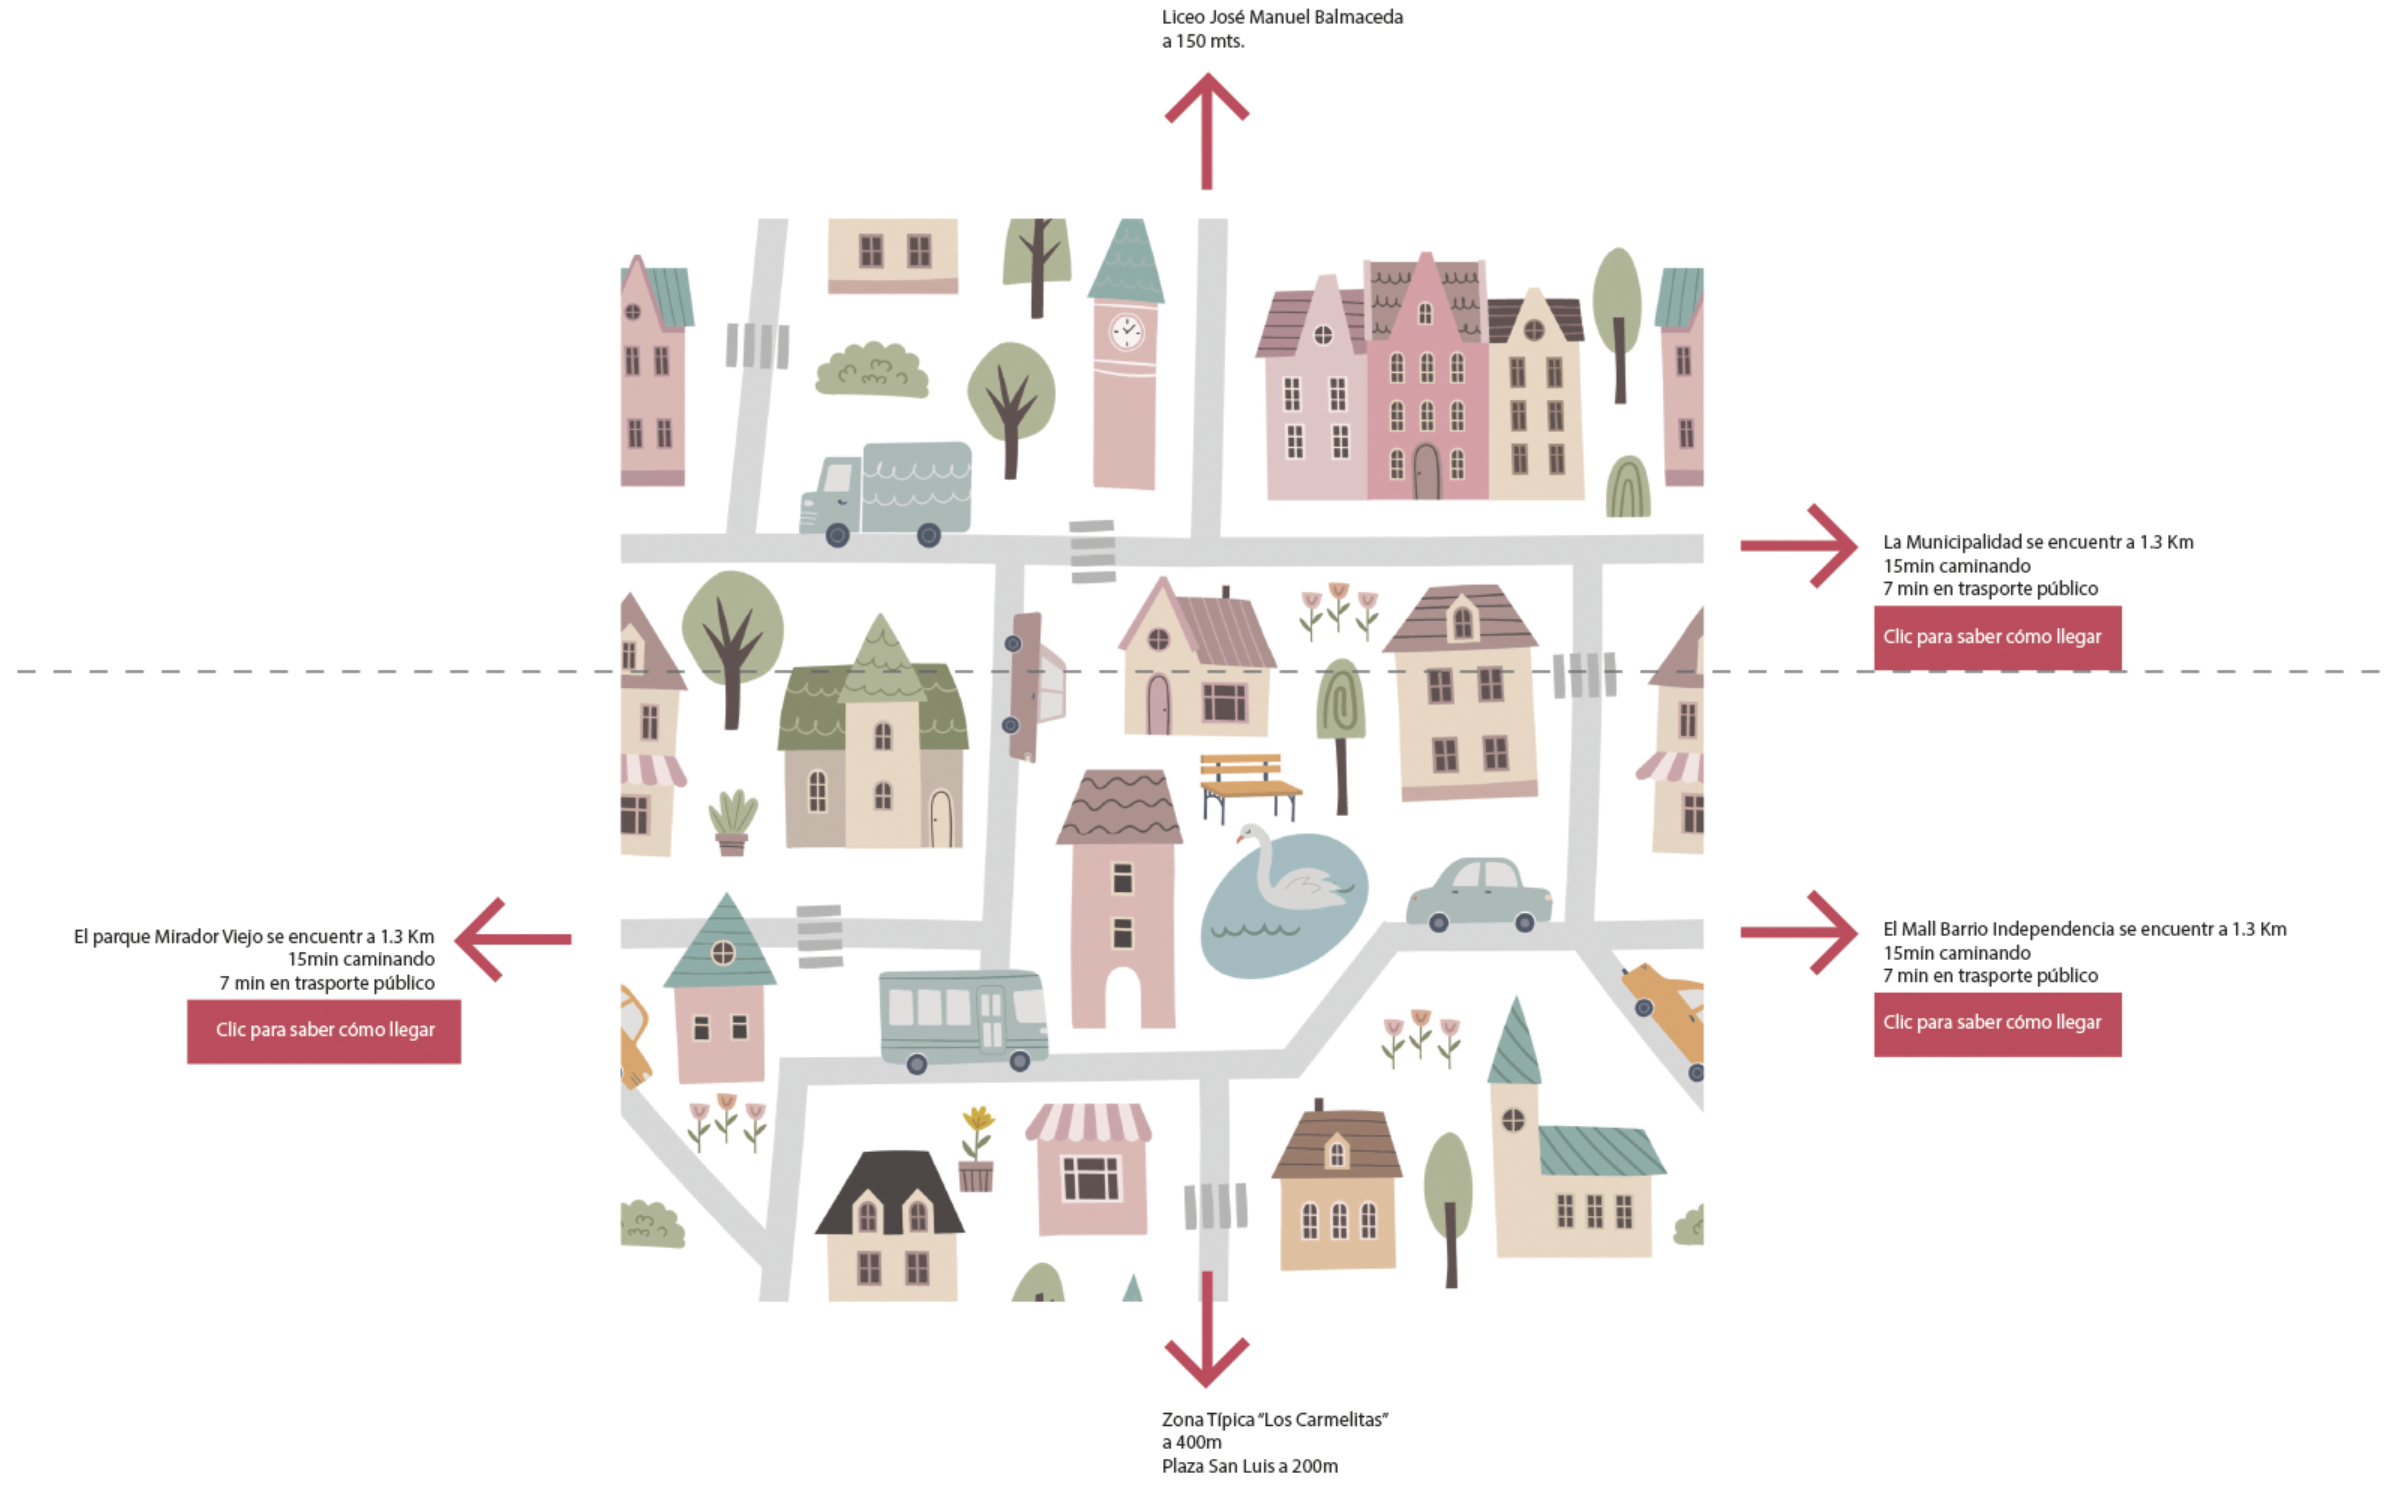 Liceo José Manuel Balmaceda
a 150 mts.
La Municipalidad se encuentr a 1.3 Km
15min caminando
7 min en trasporte público
Clic para saber cómo llegar
El parque Mirador Viejo se encuentr a 1.3 Km
15min caminando
7 min en trasporte público
Clic para saber cómo llegar
El Mall Barrio Independencia se encuentr a 1.3 Km
15min caminando
7 min en trasporte público
Clic para saber cómo llegar
Zona Típica “Los Carmelitas”
a 400m
Plaza San Luis a 200m